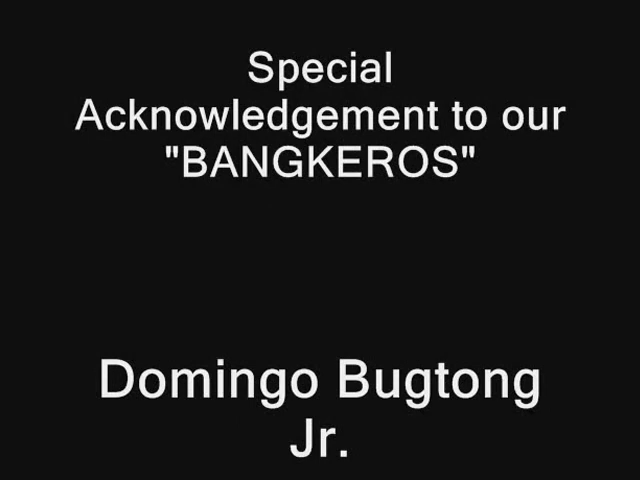 Special
Acknowledgement to our
"BANGKEROS"
Domingo Bugtong
Jr.